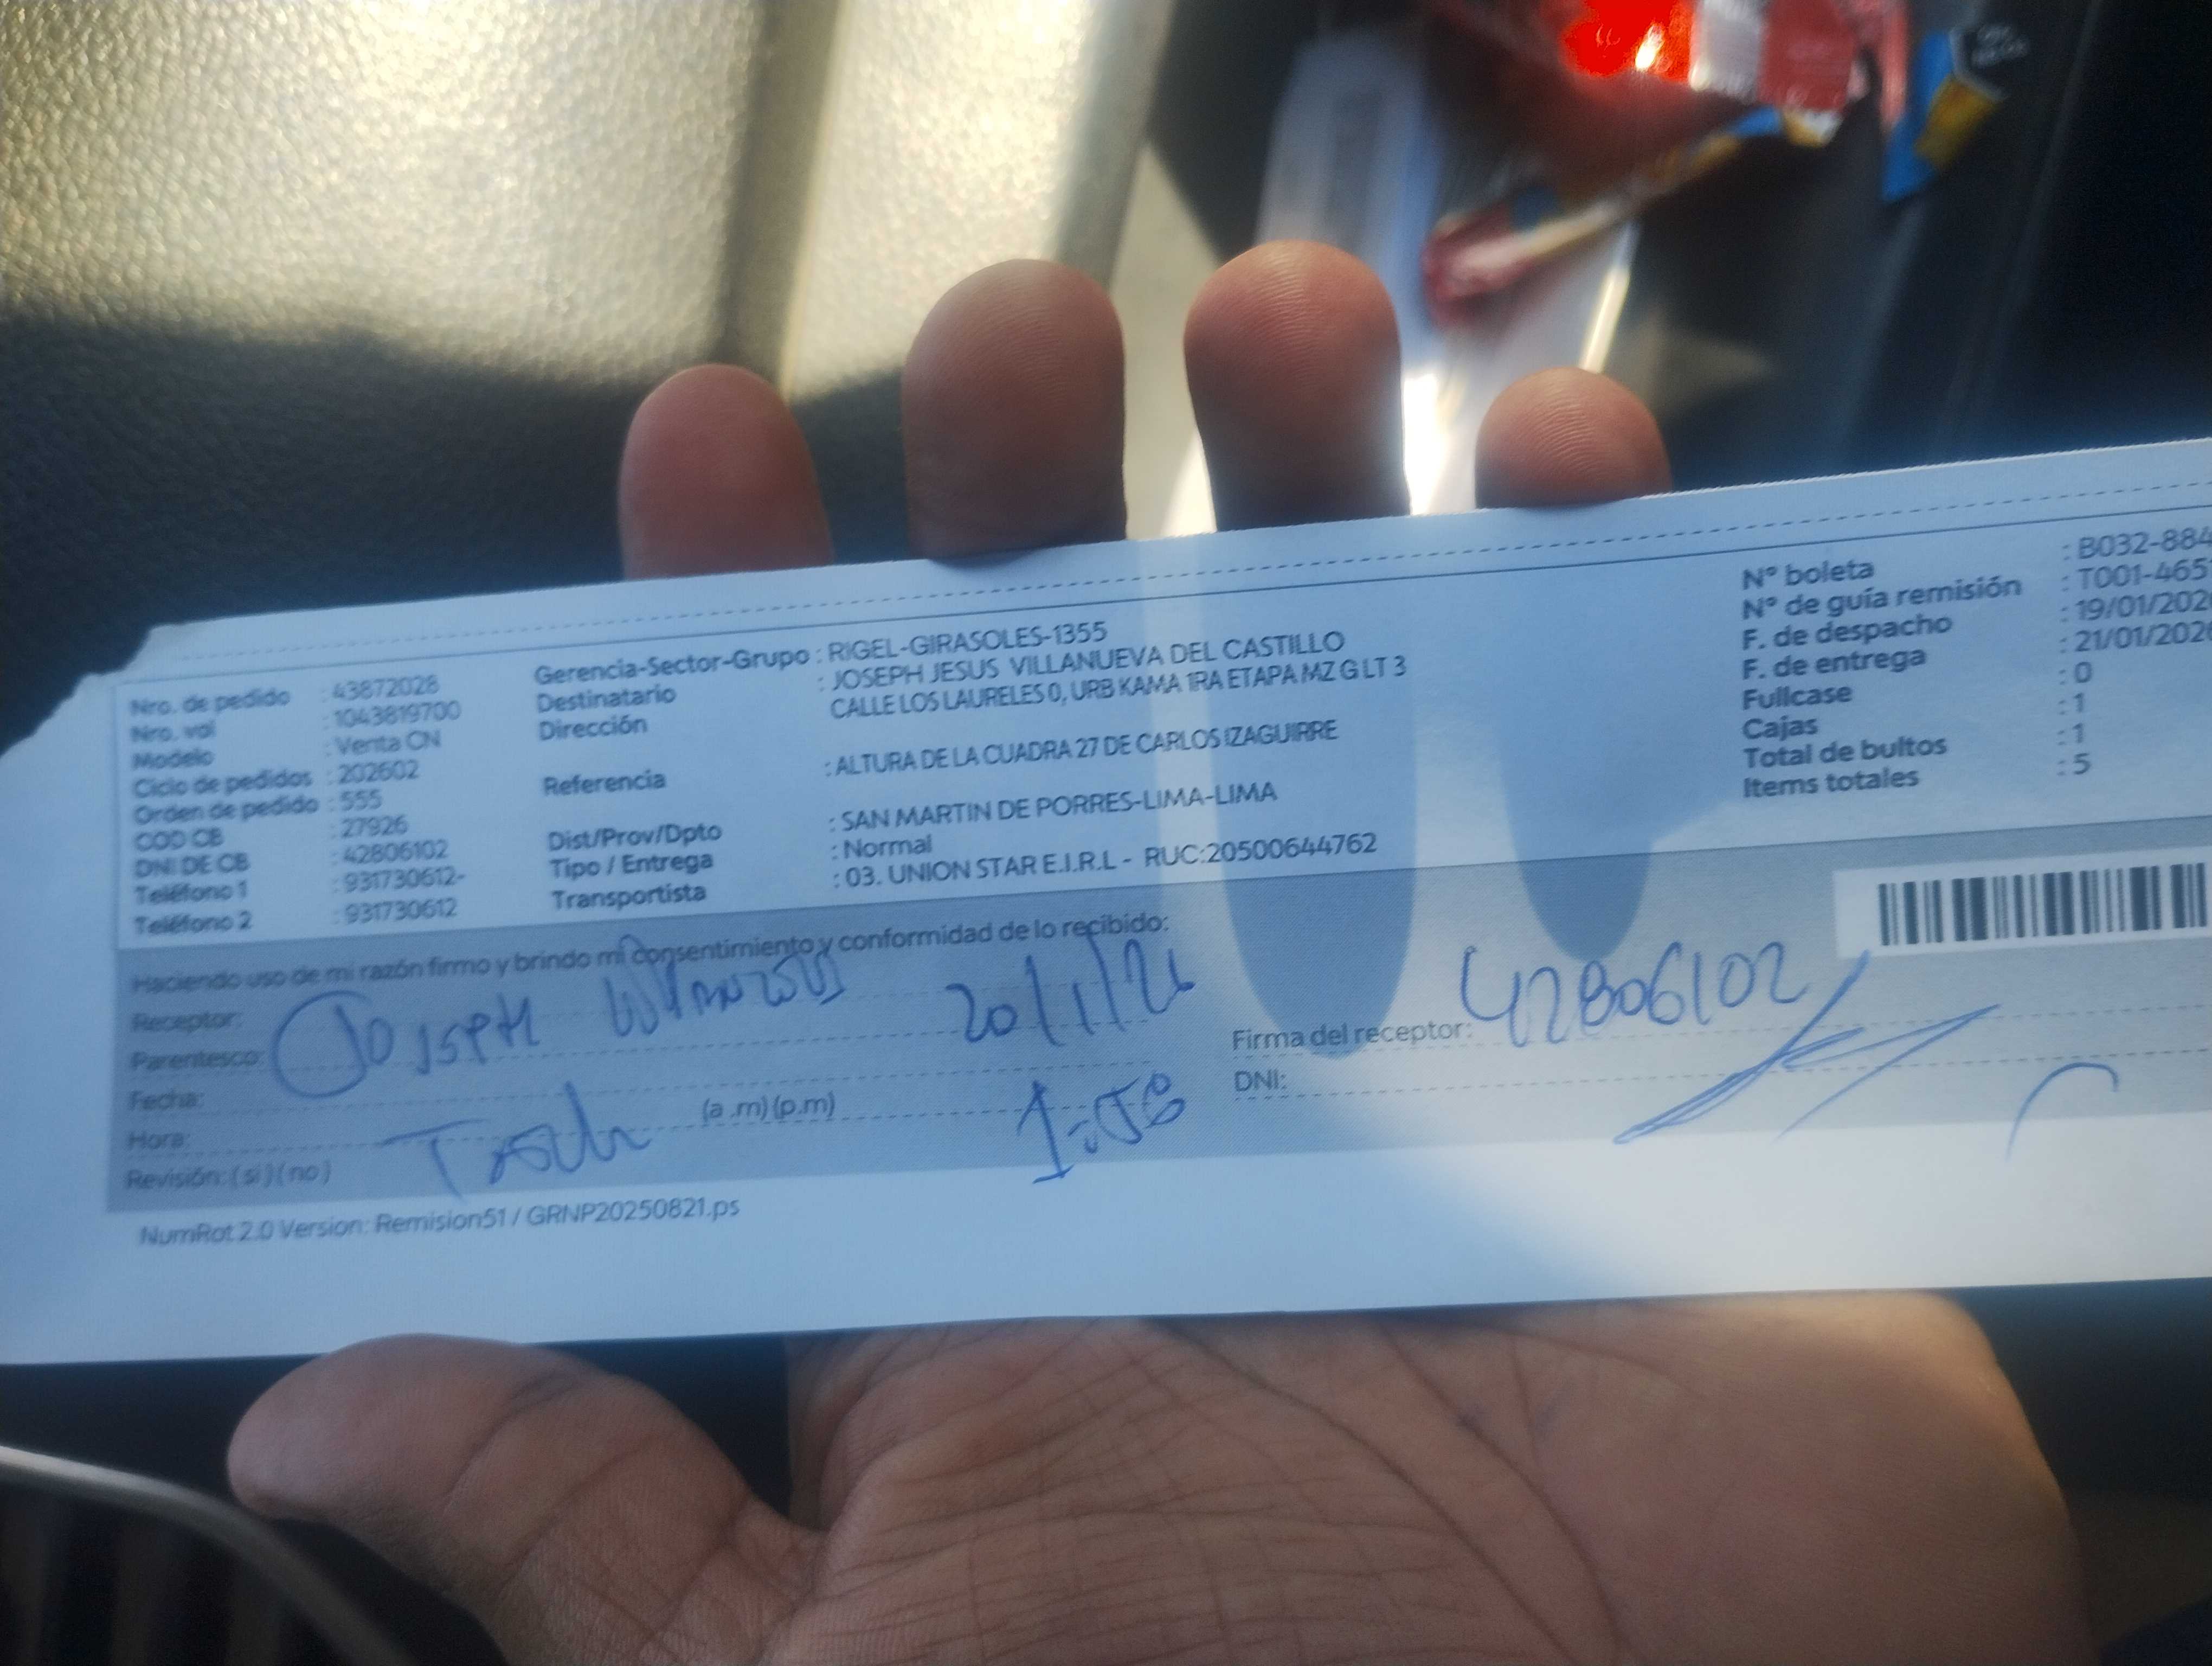 Nro. de pedido : 43872028
Nro. vol : 1043819700
Modelo : Venta CN
Ciclo de pedidos : 202602
Orden de pedido : 555
COD CB : 27926
DNI DE CB : 42806102
Teléfono 1 : 931730612-
Teléfono 2 : 931730612
Gerencia-Sector-Grupo : RIGEL-GIRASOLES-1355
Destinatario : JOSEPH JESUS VILLANUEVA DEL CASTILLO
Dirección CALLE LOS LAURELES 0, URB KAMA 1RA ETAPA MZ G LT 3
Referencia : ALTURA DE LA CUADRA 27 DE CARLOS IZAGUIRRE
Dist/Prov/Dpto : SAN MARTIN DE PORRES-LIMA-LIMA
Tipo / Entrega : Normal
Transportista : 03. UNION STAR E.I.R.L - RUC:20500644762
N° boleta : B032-884
N° de guía remisión : T001-465
F. de despacho : 19/01/202
F. de entrega : 21/01/202
Fullcase : 0
Cajas : 1
Total de bultos : 1
Items totales : 5
Haciendo uso de mi razón firmo y brindo mi consentimiento y conformidad de lo recibido:
Receptor:
Parentesco:
Joseph 20/1/26
Fecha:
Hora: (a.m) (p.m)
Revisión: ( si ) ( no )
Firma del receptor: 42806102
DNI:
NumRot 2.0 Version: Remision51 / GRNP20250821.ps